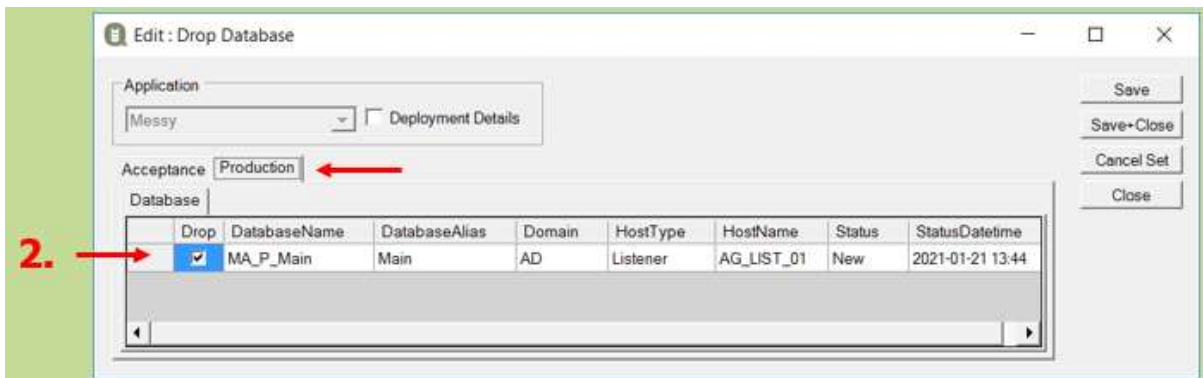 Edit : Drop Database
Application
Messy Deployment Details
Save
Save+Close
Cancel Set
Close
Acceptance Production
Database
Drop DatabaseName DatabaseAlias Domain HostType HostName Status StatusDatetime
2. MA_P_Main Main AD Listener AG_LIST_01 New 2021-01-21 13:44